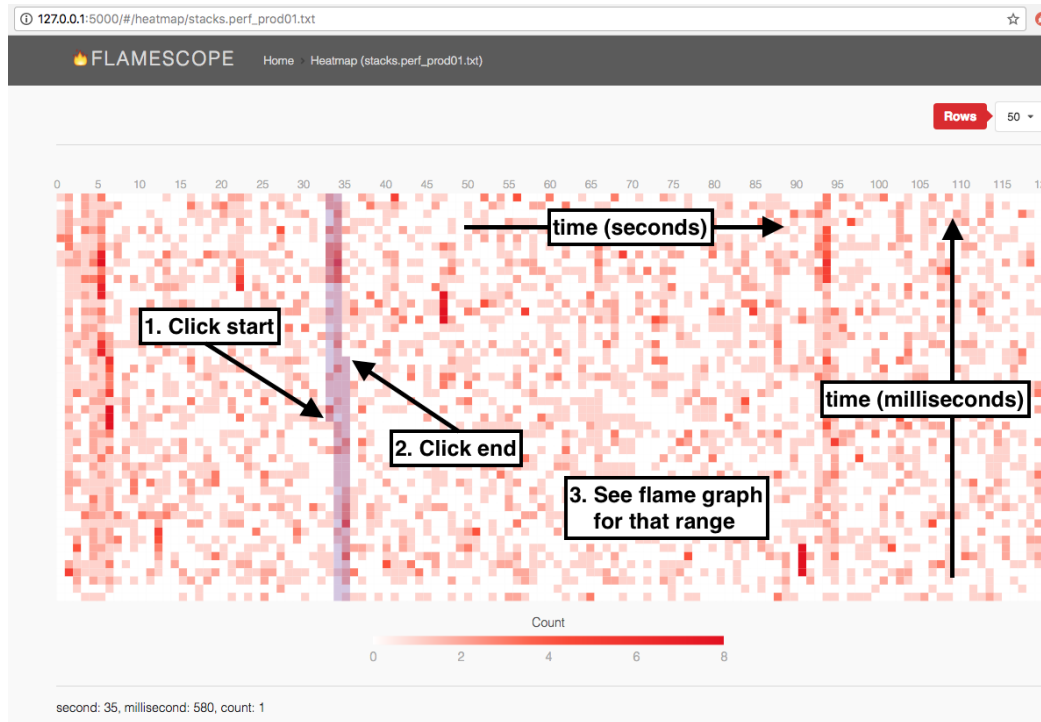 127.0.0.1:5000/#/heatmap/stacks.perf_prod01.txt
FLAMESCOPE Home Heatmap (stacks.perf_prod01.txt)
Rows 50
0 5 10 15 20 25 30 35 40 45 50 55 60 65 70 75 80 85 90 95 100 105 110 115
time (seconds)
1. Click start
time (milliseconds)
2. Click end
3. See flame graph
for that range
Count
0 2 4 6 8
second: 35, millisecond: 580, count: 1